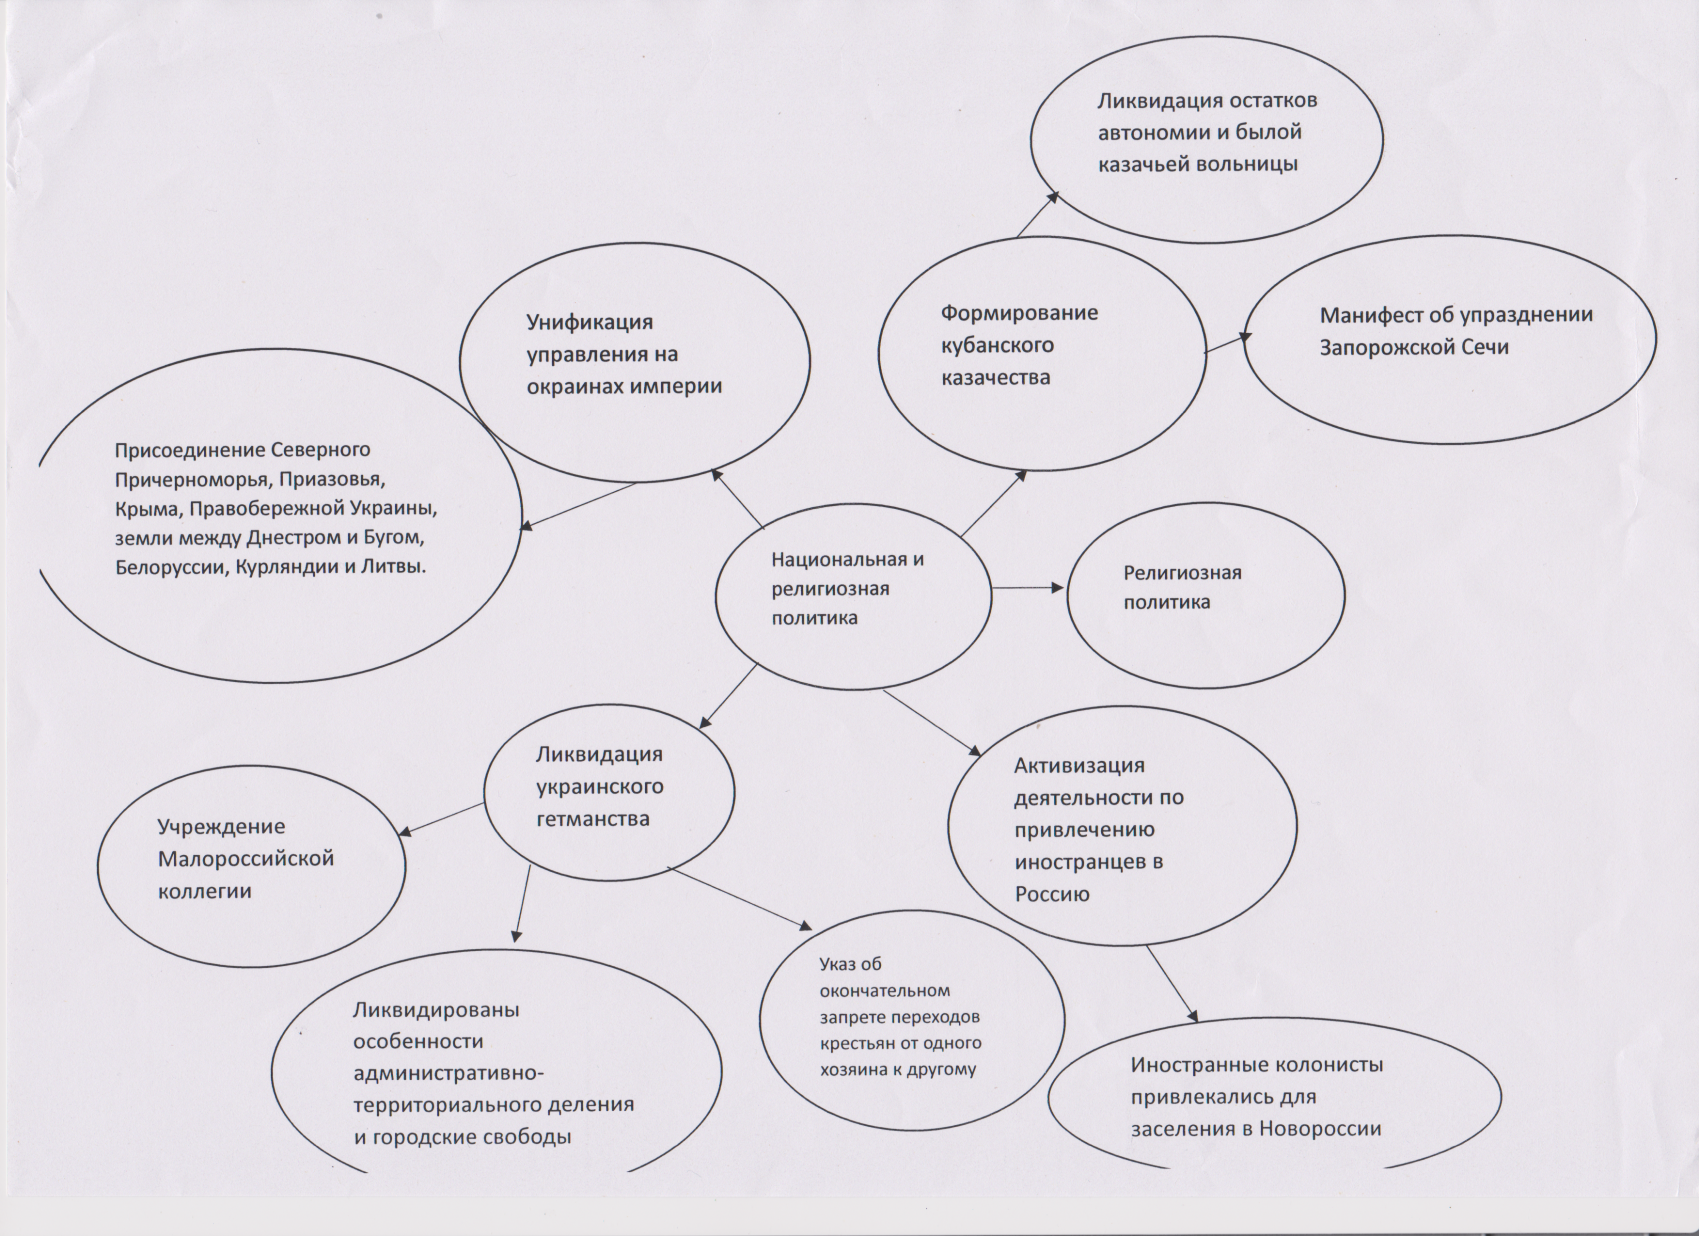 Ликвидация остатков
автономии и былой
казачьей вольницы
Унификация
управления на
окраинах империи
Формирование
кубанского
казачества
Манифест об упразднении
Запорожской Сечи
Присоединение Северного
Причерноморья, Приазовья,
Крыма, Правобережной Украины,
земли между Днестром и Бугом,
Белоруссии, Курляндии и Литвы.
Национальная и
религиозная
политика
Религиозная
политика
Ликвидация
украинского
гетманства
Активизация
деятельности по
привлечению
иностранцев в
Россию
Учреждение
Малороссийской
коллегии
Ликвидированы
особенности
административно-
территориального деления
и городские свободы
Указ об
окончательном
запрете переходов
крестьян от одного
хозяина к другому
Иностранные колонисты
привлекались для
заселения в Новороссии